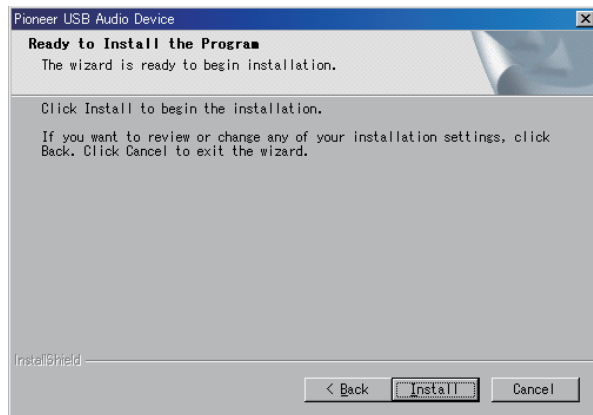 Pioneer USB Audio Device
Ready to Install the Program
The wizard is ready to begin installation.
Click Install to begin the installation.
If you want to review or change any of your installation settings, click
Back. Click Cancel to exit the wizard.
InstallShield
< Back Install Cancel